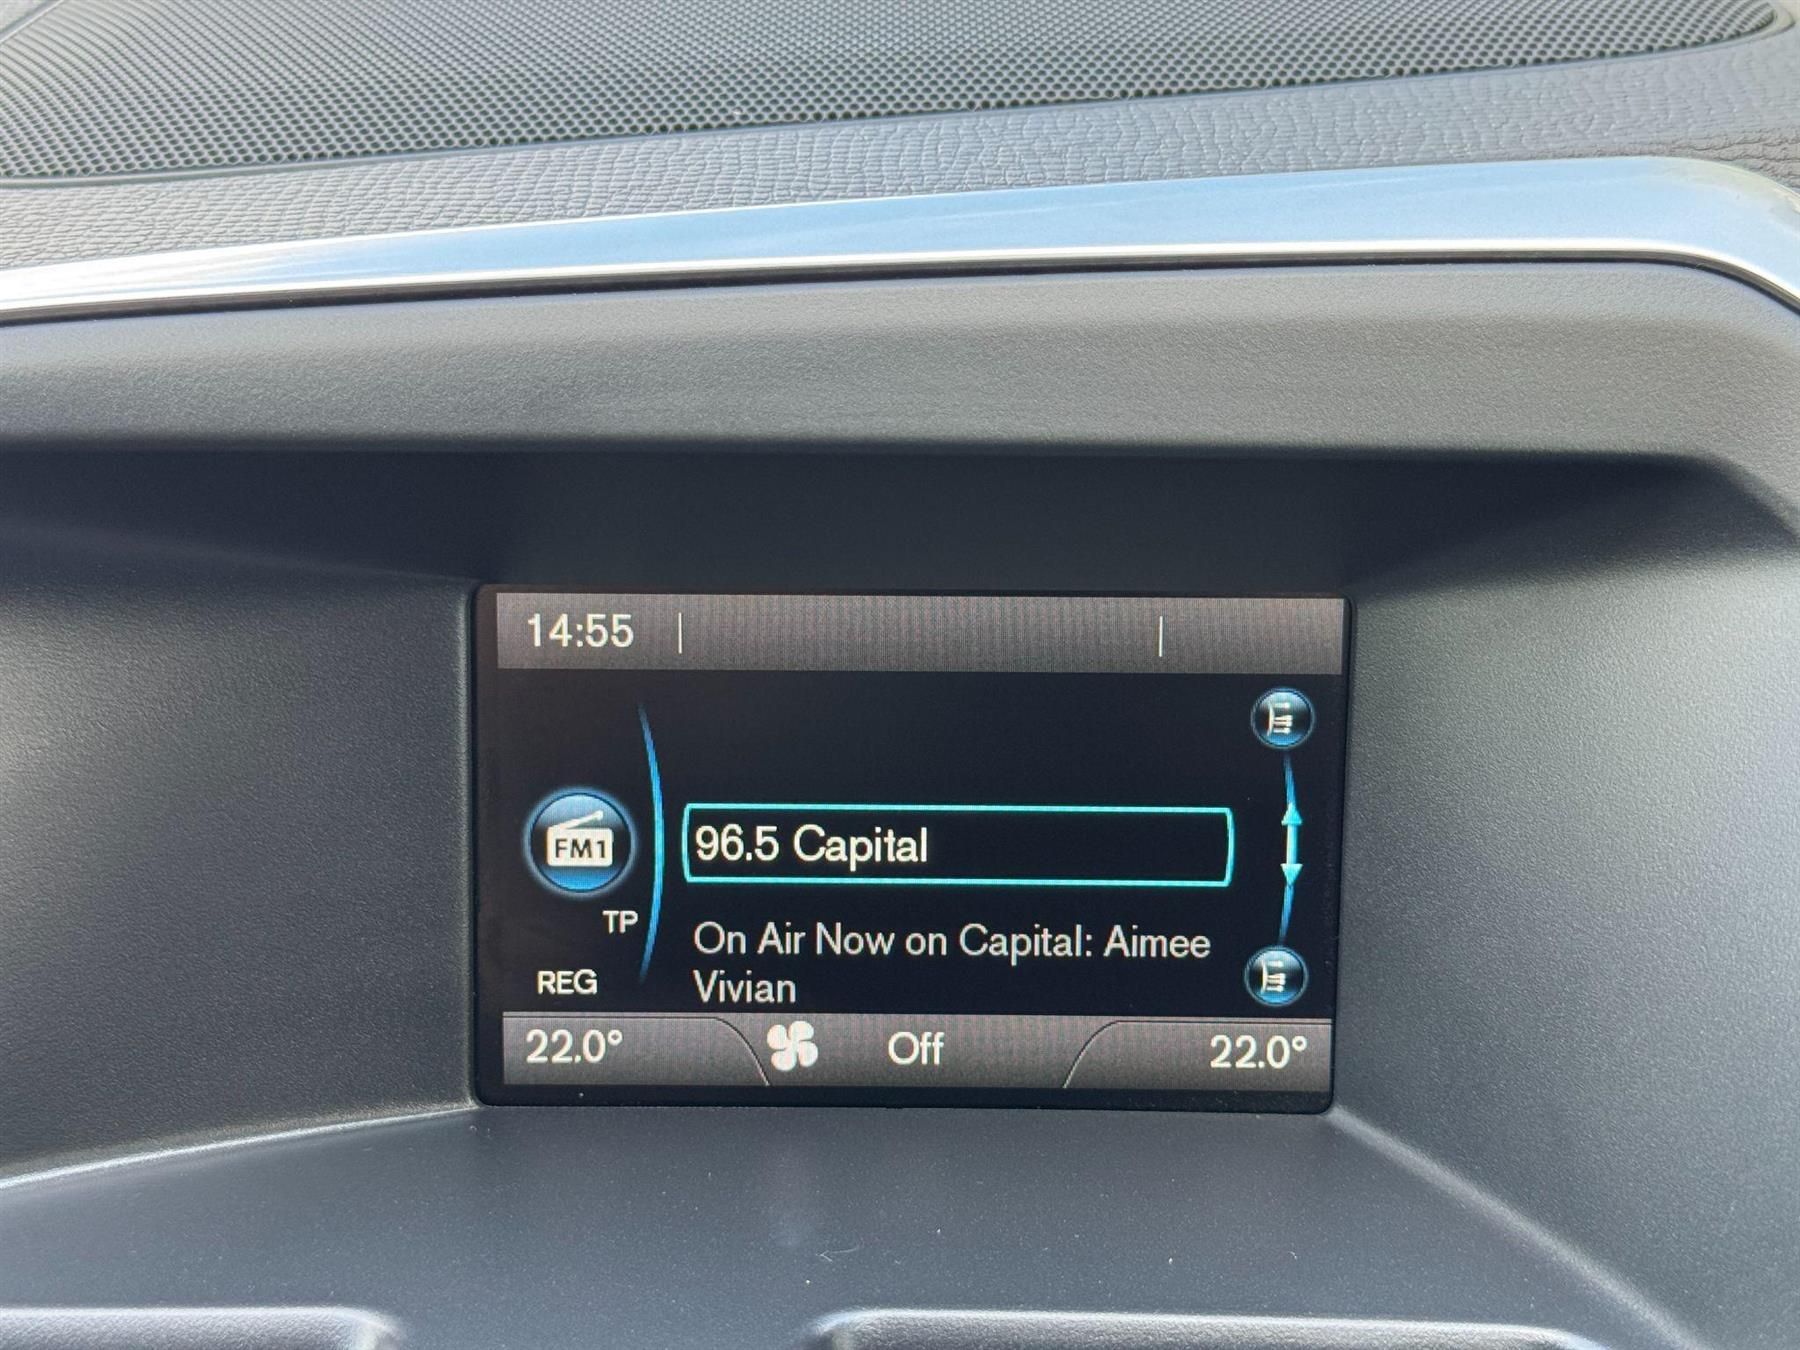 14:55
FM1
96.5 Capital
TP
On Air Now on Capital: Aimee
Vivian
REG
22.0° Off 22.0°